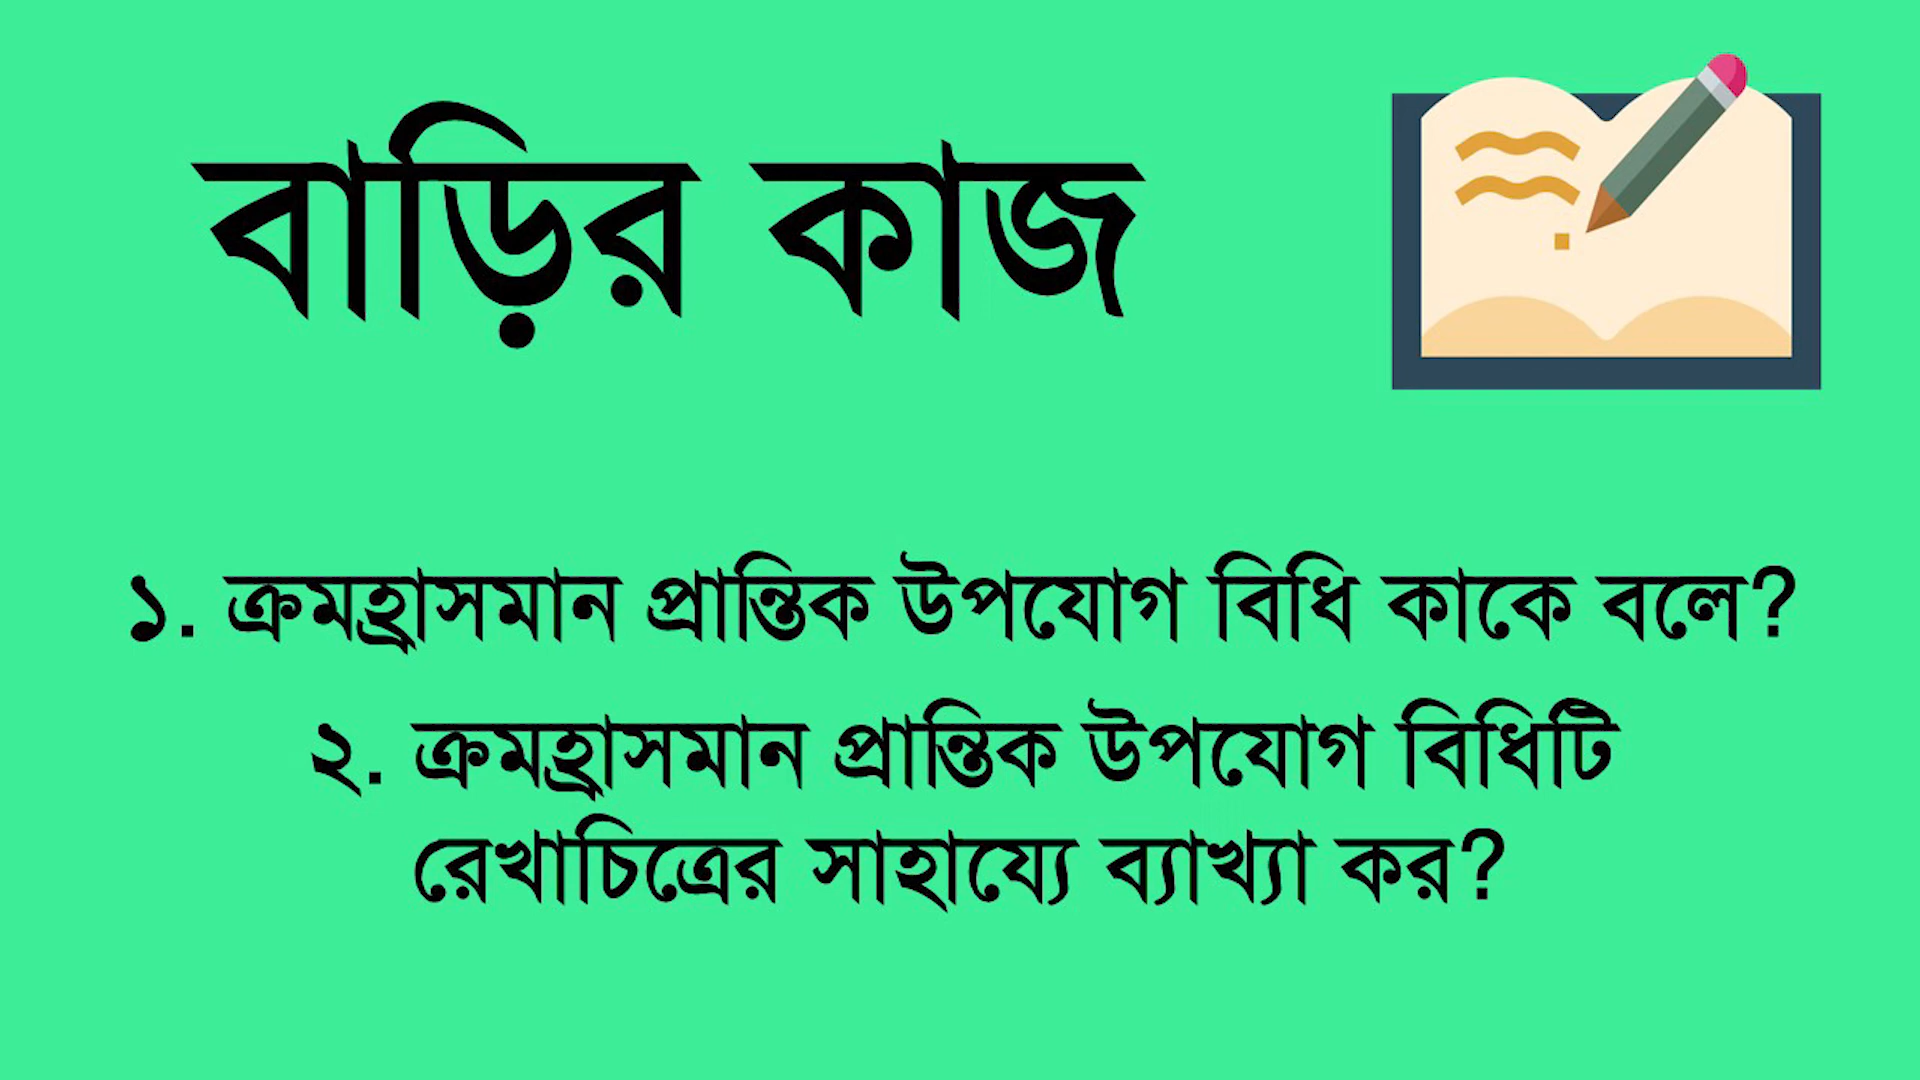 বাড়ির কাজ
১. ক্রমহ্রাসমান প্রান্তিক উপযোগ বিধি কাকে বলে?
২. ক্রমহ্রাসমান প্রান্তিক উপযোগ বিধিটি
রেখাচিত্রের সাহায্যে ব্যাখ্যা কর?